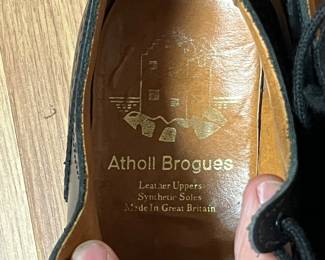 Atholl Brogues
Leather Uppers
Synthetic Soles
Made In Great Britain